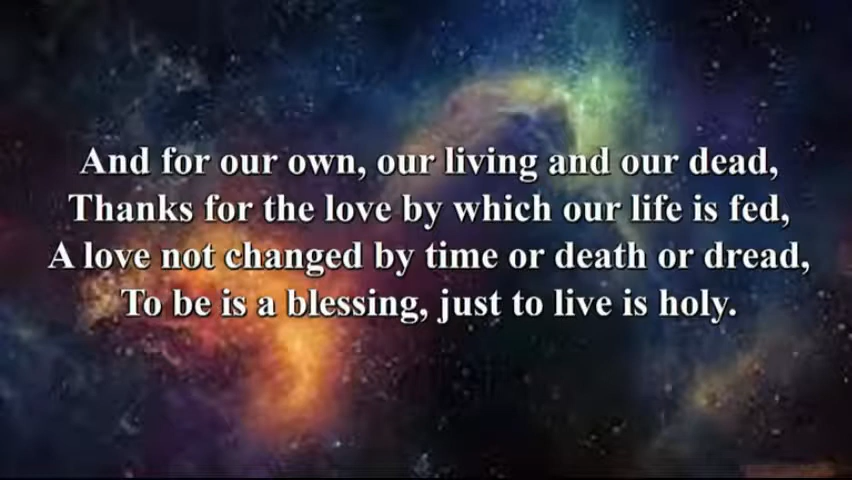 And for our own, our living and our dead,
Thanks for the love by which our life is fed,
A love not changed by time or death or dread,
To be is a blessing, just to live is holy.